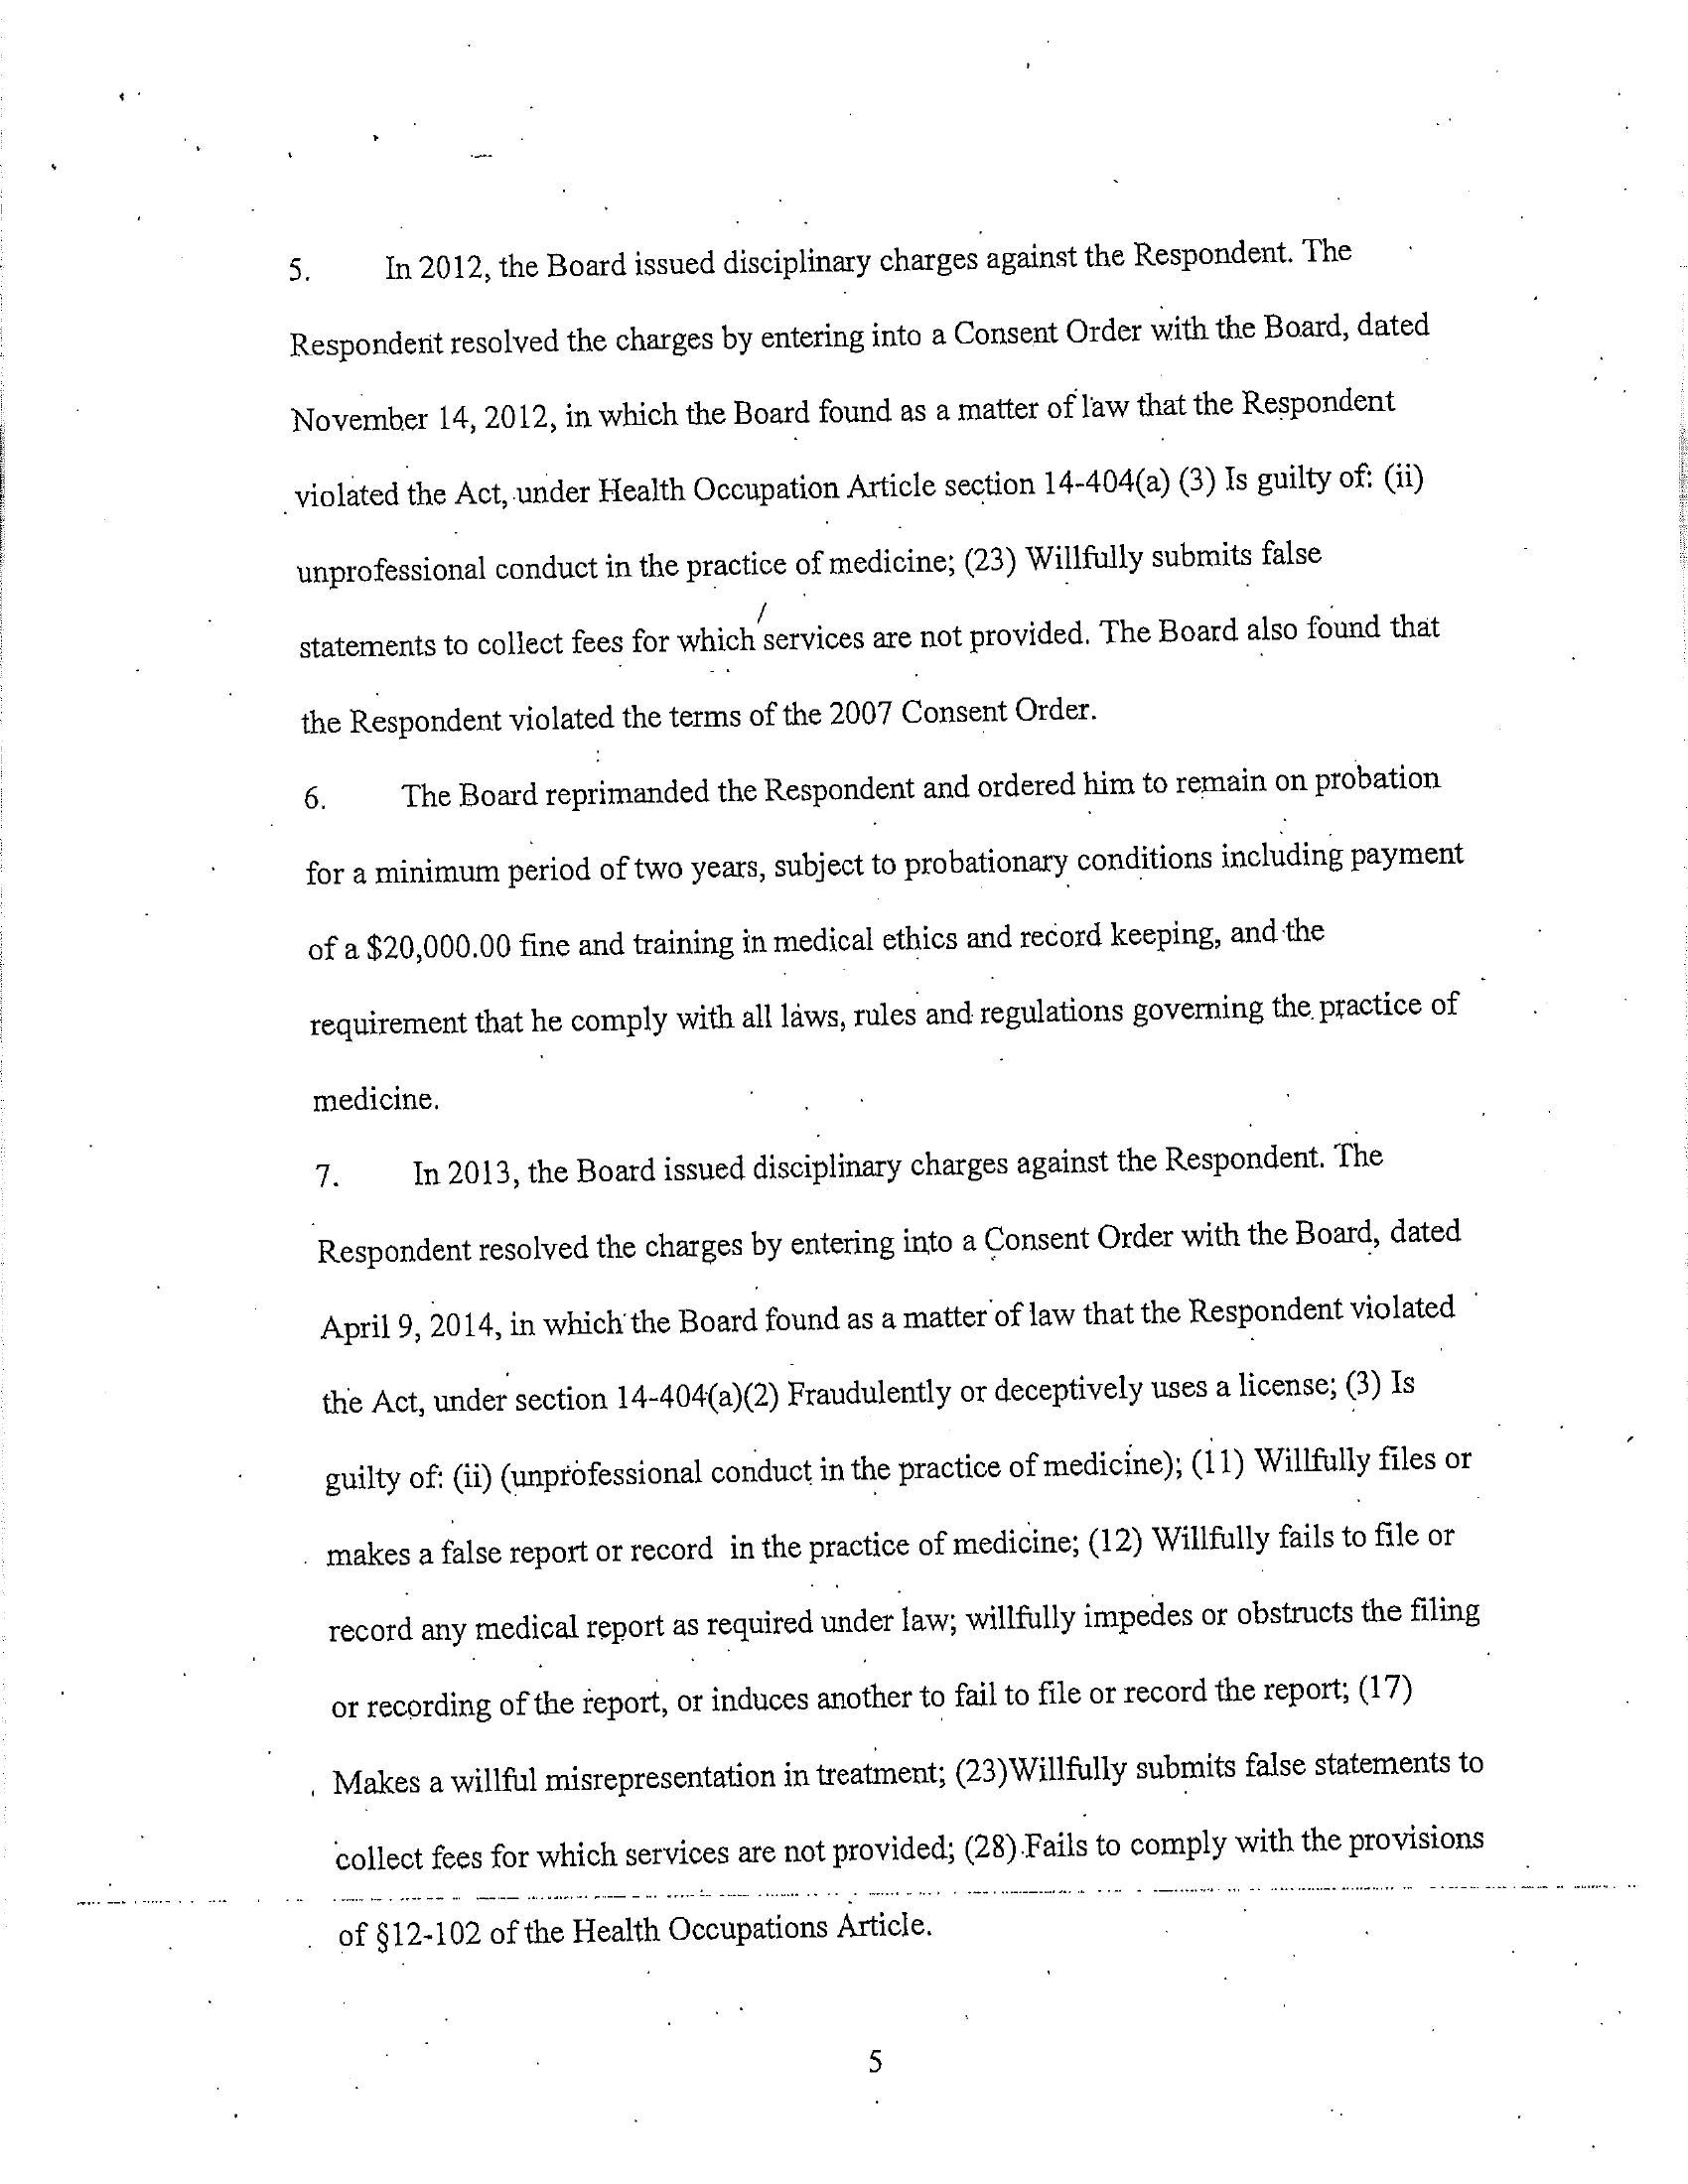 5. In 2012, the Board issued disciplinary charges against the Respondent. The
Respondent resolved the charges by entering into a Consent Order with the Board, dated
November 14, 2012, in which the Board found as a matter of law that the Respondent
violated the Act, under Health Occupation Article section 14-404(a) (3) Is guilty of: (ii)
unprofessional conduct in the practice of medicine; (23) Willfully submits false
statements to collect fees for which services are not provided. The Board also found that
the Respondent violated the terms of the 2007 Consent Order.
6. The Board reprimanded the Respondent and ordered him to remain on probation
for a minimum period of two years, subject to probationary conditions including payment
of a $20,000.00 fine and training in medical ethics and record keeping, and the
requirement that he comply with all laws, rules and regulations governing the practice of
medicine.
7. In 2013, the Board issued disciplinary charges against the Respondent. The
Respondent resolved the charges by entering into a Consent Order with the Board, dated
April 9, 2014, in which the Board found as a matter of law that the Respondent violated
the Act, under section 14-404(a)(2) Fraudulently or deceptively uses a license; (3) Is
guilty of: (ii) (unprofessional conduct in the practice of medicine); (11) Willfully files or
makes a false report or record in the practice of medicine; (12) Willfully fails to file or
record any medical report as required under law; willfully impedes or obstructs the filing
or recording of the report, or induces another to fail to file or record the report; (17)
Makes a willful misrepresentation in treatment; (23)Willfully submits false statements to
collect fees for which services are not provided; (28) Fails to comply with the provisions
of §12-102 of the Health Occupations Article.
5